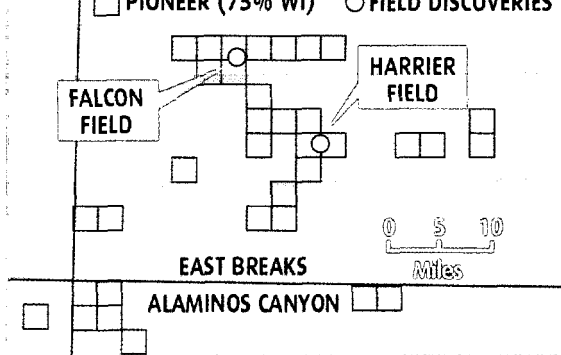 PIONEER (75% WI) FIELD DISCOVERIES
FALCON
FIELD
HARRIER
FIELD
0 5 10
Miles
EAST BREAKS
ALAMINOS CANYON